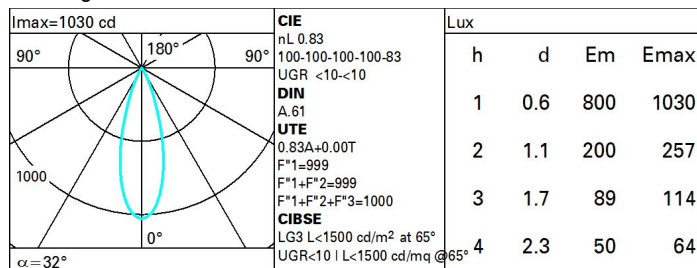 Imax=1030 cd
90° 180° 90°
1000
0°
α=32°
CIE
nL 0.83
100-100-100-100-83
UGR <10-<10
DIN
A.61
UTE
0.83A+0.00T
F"1=999
F"1+F"2=999
F"1+F"2+F"3=1000
CIBSE
LG3 L<1500 cd/m² at 65°
UGR<10 | L<1500 cd/mq @65°
Lux
h d Em Emax
1 0.6 800 1030
2 1.1 200 257
3 1.7 89 114
4 2.3 50 64